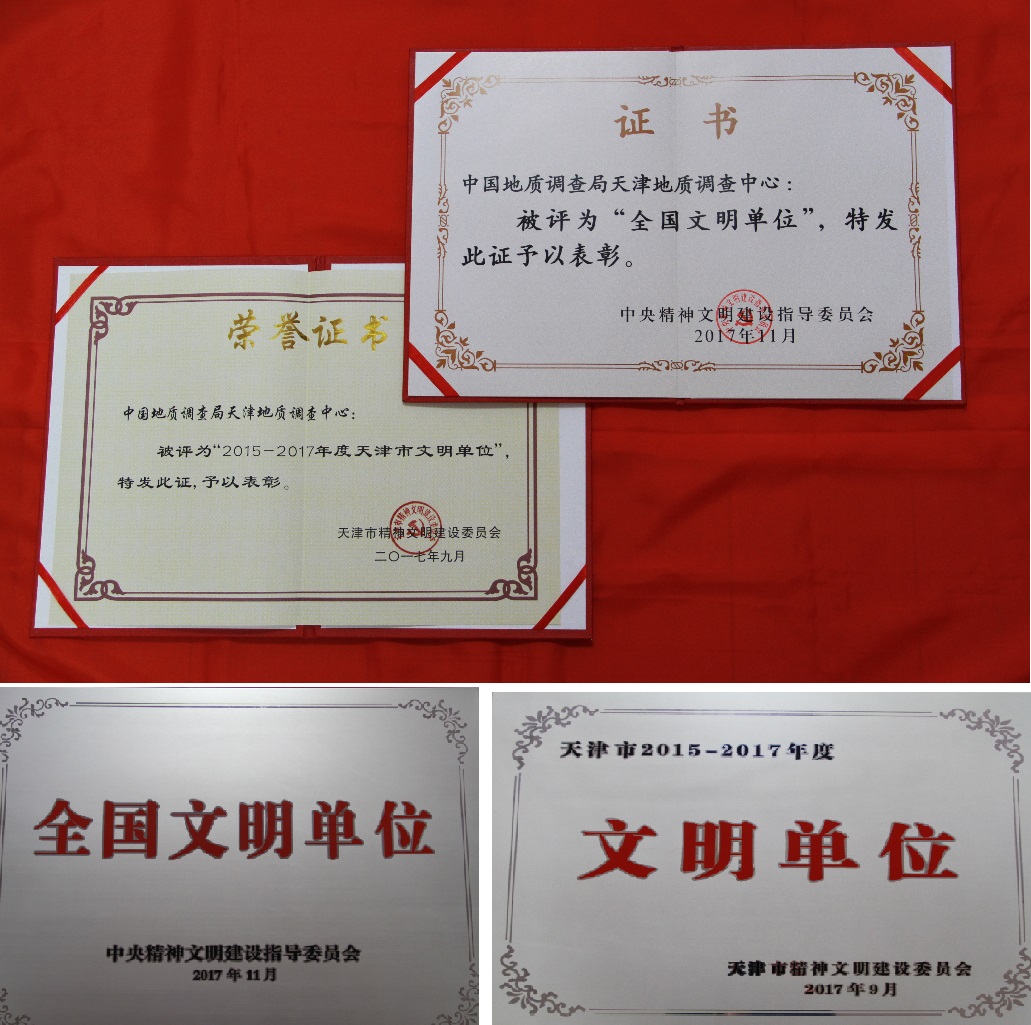 证 书
中国地质调查局天津地质调查中心：
被评为“全国文明单位”，特发
此证予以表彰。
中央精神文明建设指导委员会
2017年11月
荣誉证书
中国地质调查局天津地质调查中心：
被评为“2015－2017年度天津市文明单位”，
特发此证，予以表彰。
天津市精神文明建设委员会
二〇一七年九月
全国文明单位
中央精神文明建设指导委员会
2017年11月
天津市2015-2017年度
文明单位
天津市精神文明建设委员会
2017年9月